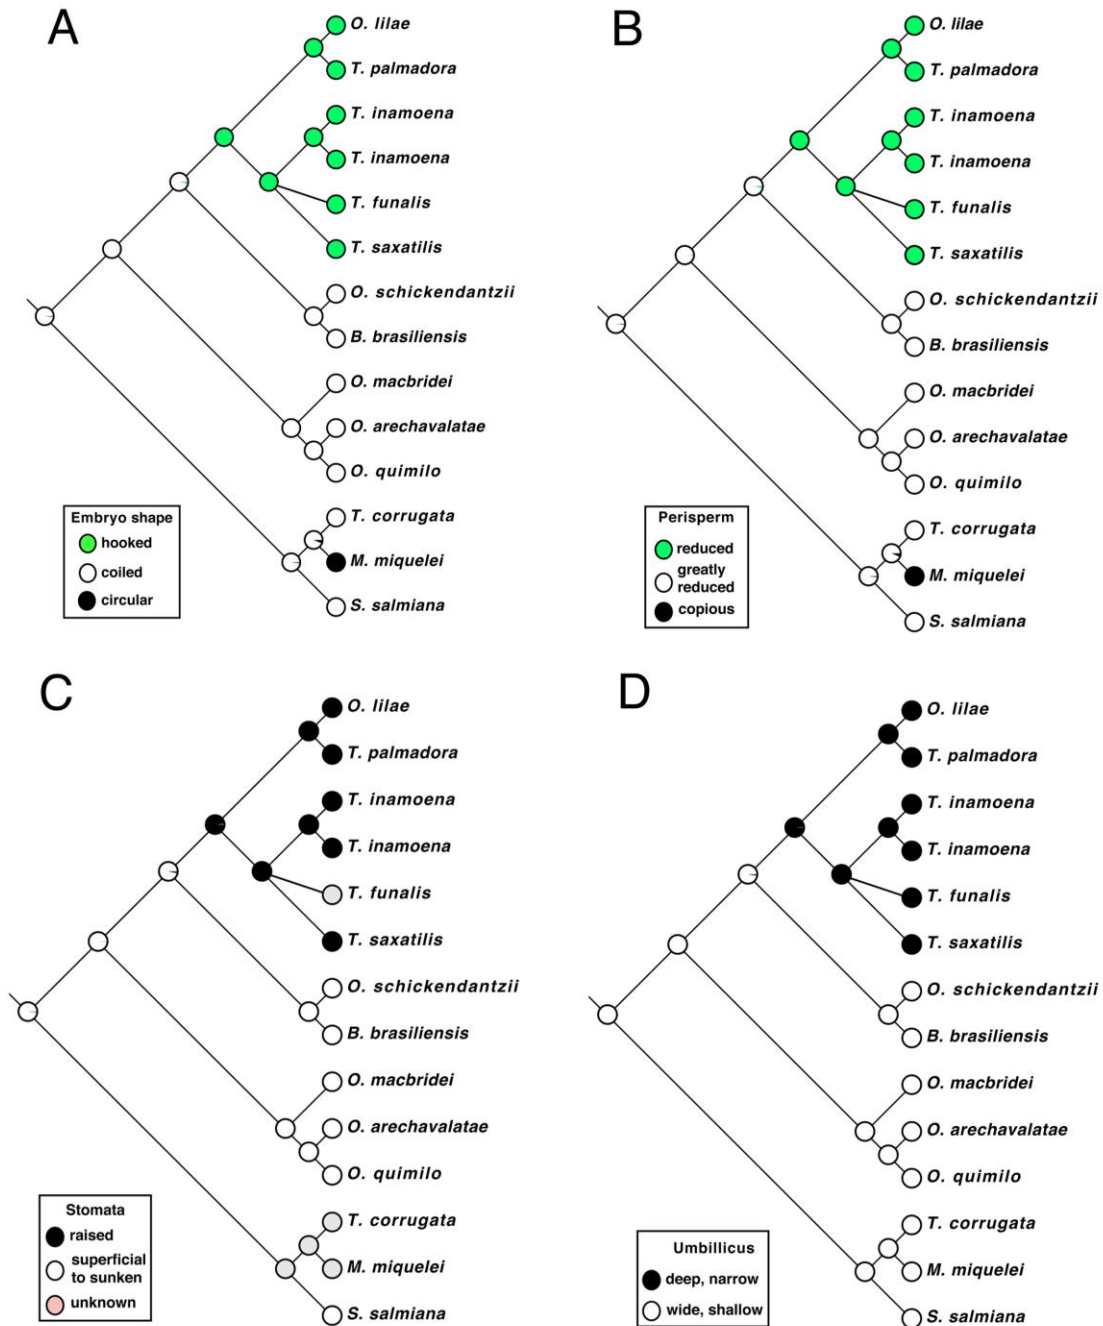 A
O. lilae
T. palmadora
T. inamoena
T. inamoena
T. funalis
T. saxatilis
O. schickendantzii
B. brasiliensis
O. macbridei
O. arechavalatae
O. quimilo
T. corrugata
M. miquelei
S. salmiana
Embryo shape
hooked
coiled
circular
B
O. lilae
T. palmadora
T. inamoena
T. inamoena
T. funalis
T. saxatilis
O. schickendantzii
B. brasiliensis
O. macbridei
O. arechavalatae
O. quimilo
T. corrugata
M. miquelei
S. salmiana
Perisperm
reduced
greatly
reduced
copious
C
O. lilae
T. palmadora
T. inamoena
T. inamoena
T. funalis
T. saxatilis
O. schickendantzii
B. brasiliensis
O. macbridei
O. arechavalatae
O. quimilo
T. corrugata
M. miquelei
S. salmiana
Stomata
raised
superficial
to sunken
unknown
D
O. lilae
T. palmadora
T. inamoena
T. inamoena
T. funalis
T. saxatilis
O. schickendantzii
B. brasiliensis
O. macbridei
O. arechavalatae
O. quimilo
T. corrugata
M. miquelei
S. salmiana
Umbillicus
deep, narrow
wide, shallow